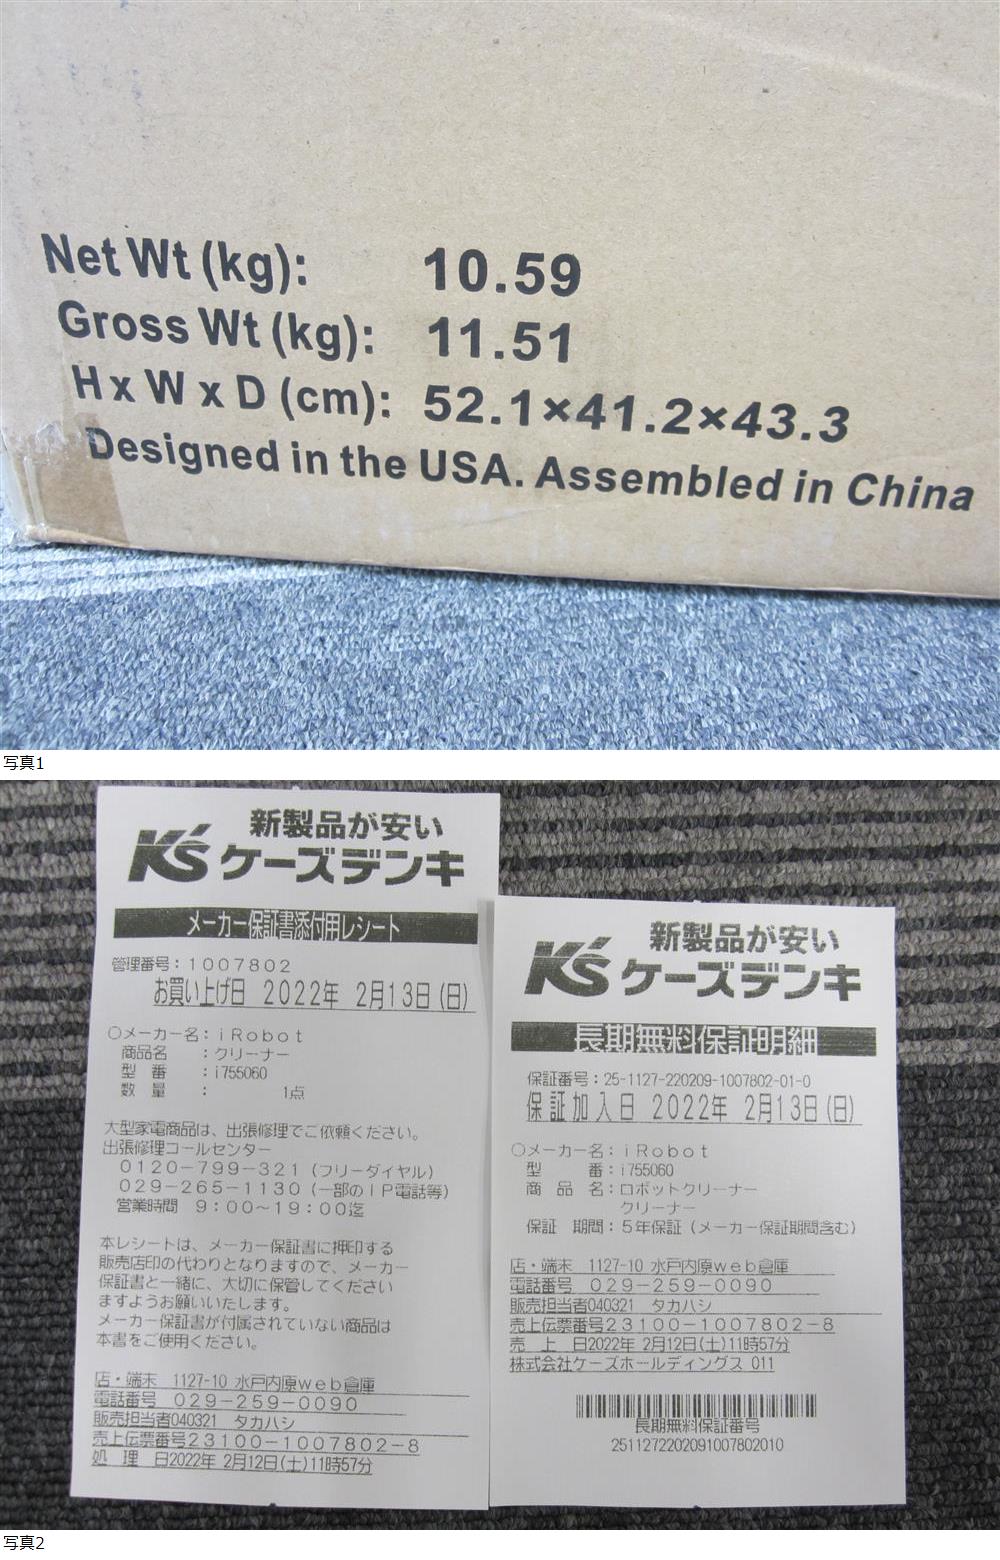 Net Wt (kg): 10.59
Gross Wt (kg): 11.51
H x W x D (cm): 52.1×41.2×43.3
Designed in the USA. Assembled in China
写真1
新製品が安い
K's ケーズデンキ
メーカー保証書添付用レシート
管理番号:1007802
お買い上げ日 2022年 2月13日(日)
○メーカー名:iRobot
商品名 :クリーナー
型 番 :i755060
数 量 : 1点
大型家電商品は、出張修理でご依頼ください。
出張修理コールセンター
0120-799-321(フリーダイヤル)
029-265-1130(一部のIP電話等)
営業時間 9:00~19:00迄
本レシートは、メーカー保証書に押印する
販売店印の代わりとなりますので、メーカー
保証書と一緒に、大切に保管してください
ますようお願いいたします。
メーカー保証書が付属されていない商品は
本書をご使用ください。
店・端末 1127-10 水戸内原web倉庫
電話番号 029-259-0090
販売担当者040321 タカハシ
売上伝票番号23100-1007802-8
処 理 日2022年 2月12日(土)11時57分
新製品が安い
K's ケーズデンキ
長期無料保証明細
保証番号:25-1127-220209-1007802-01-0
保証加入日 2022年 2月13日(日)
○メーカー名:iRobot
型 番:i755060
商 品 名:ロボットクリーナー
クリーナー
保証 期間:5年保証(メーカー保証期間含む)
店・端末 1127-10 水戸内原web倉庫
電話番号 029-259-0090
販売担当者040321 タカハシ
売上伝票番号23100-1007802-8
売 上 日2022年 2月12日(土)11時57分
株式会社ケーズホールディングス 011
長期無料保証番号
2511272202091007802010
写真2